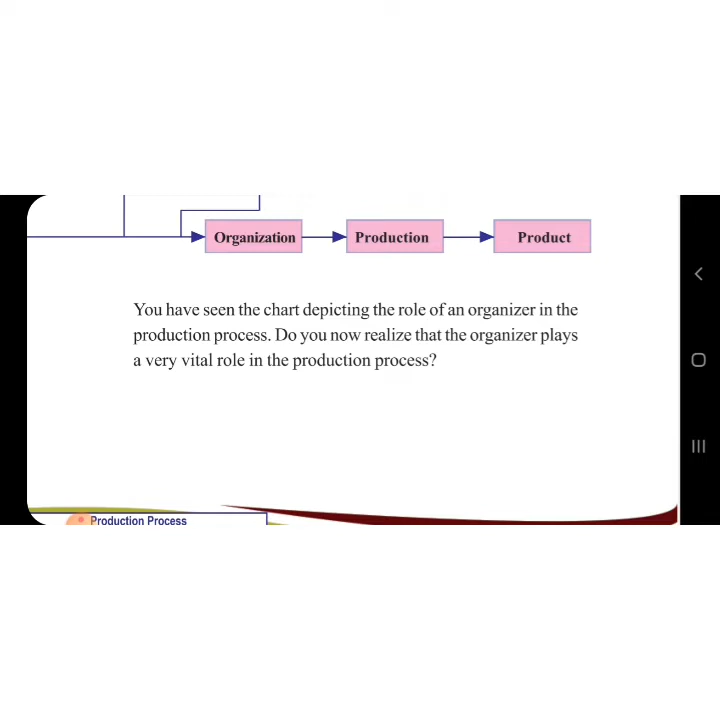 Organization Production Product
You have seen the chart depicting the role of an organizer in the
production process. Do you now realize that the organizer plays
a very vital role in the production process?
Production Process